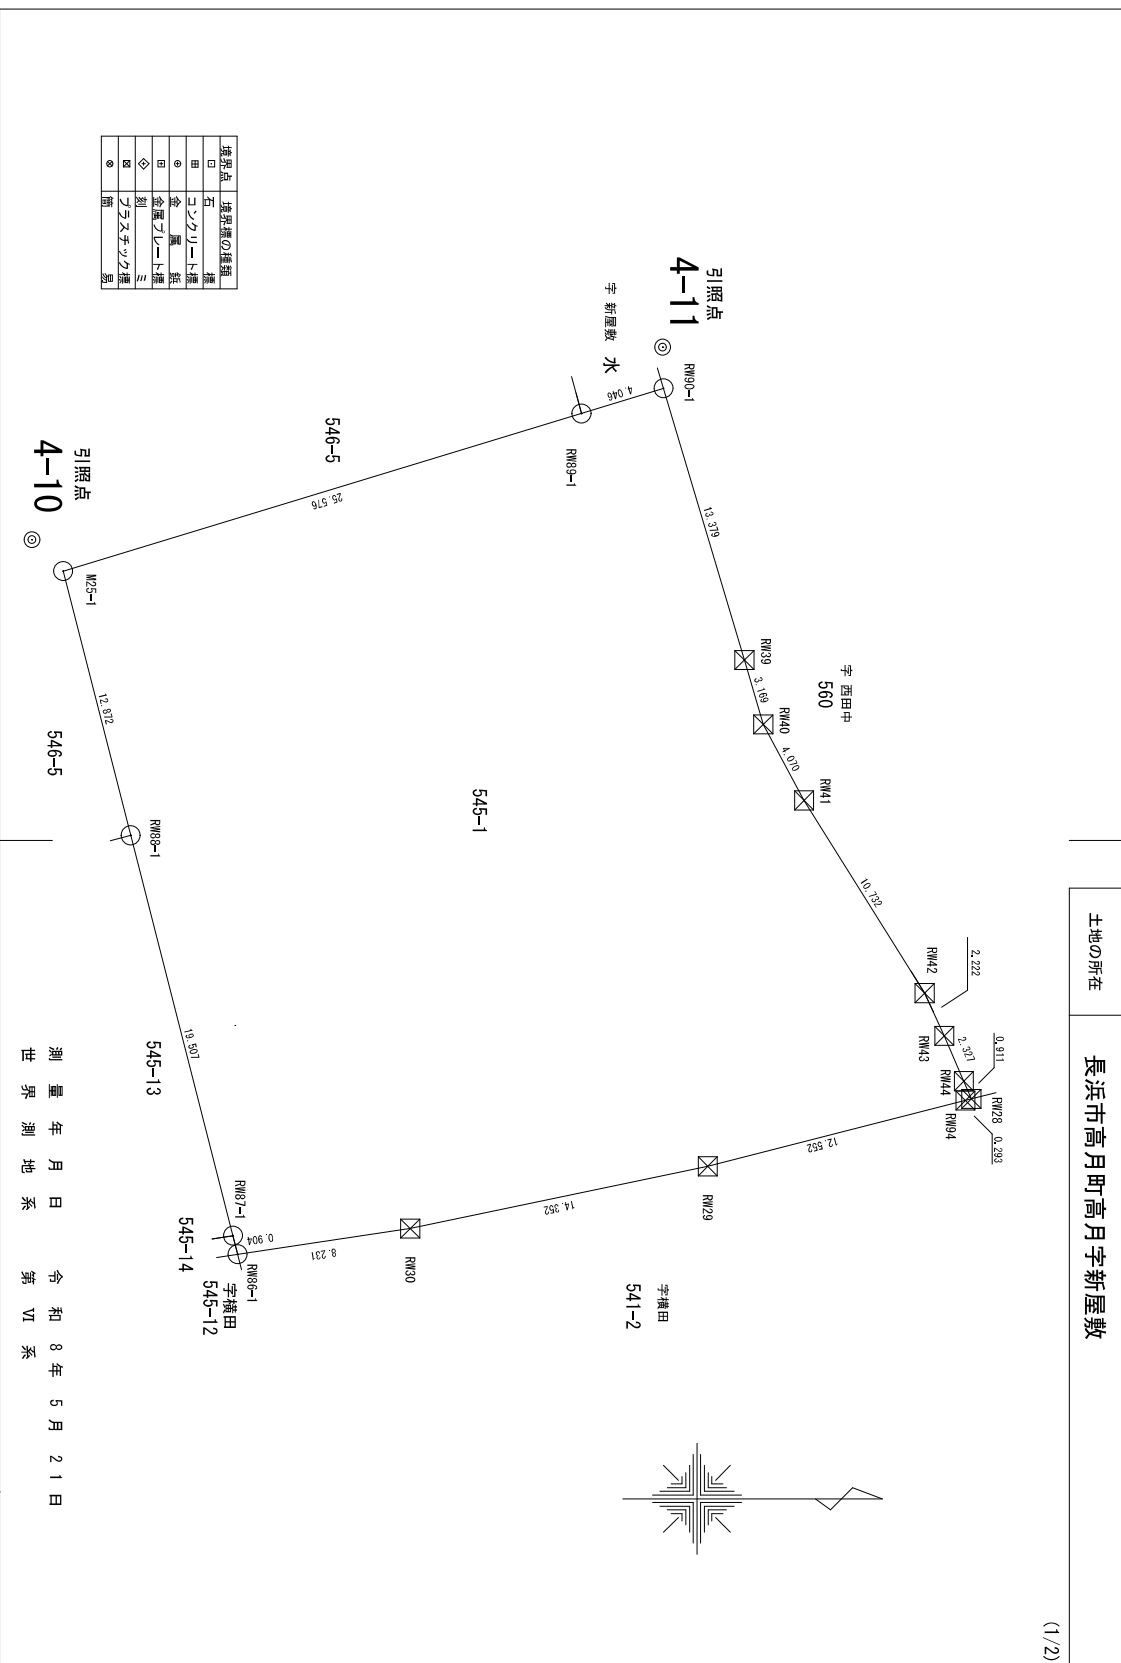 土地の所在
長浜市高月町高月字新屋敷
(1/2)
RW28
0.293
0.911
RW94
RW44
2.327
RW43
2.222
RW42
10.732
字 西田中
560
RW41
4.070
RW40
3.169
RW39
13.379
引照点
4-11
RW90-1
4.046
字 新屋敷 水
RW89-1
12.552
RW29
字横田
541-2
14.352
545-1
RW30
8.231
546-5
25.576
RW86-1
字横田
545-12
RW87-1
0.904
545-14
19.507
545-13
RW88-1
12.872
546-5
M25-1
引照点
4-10
境界点 境界標の種類
石 標
コンクリート標
金 属 鋲
金属プレート標
刻 ミ
プラスチック標
簡 易
測 量 年 月 日 令 和 8 年 5 月 2 1 日
世 界 測 地 系 第 Ⅵ 系